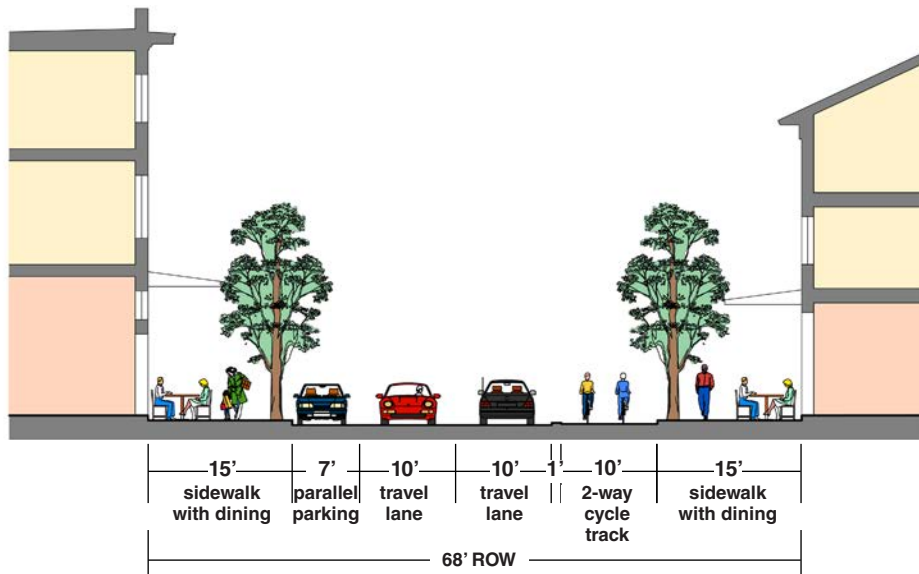 15’ 7’ 10’ 10’ 1’ 10’ 15’
sidewalk with dining
parallel parking
travel lane
travel lane
2-way cycle track
sidewalk with dining
68’ ROW